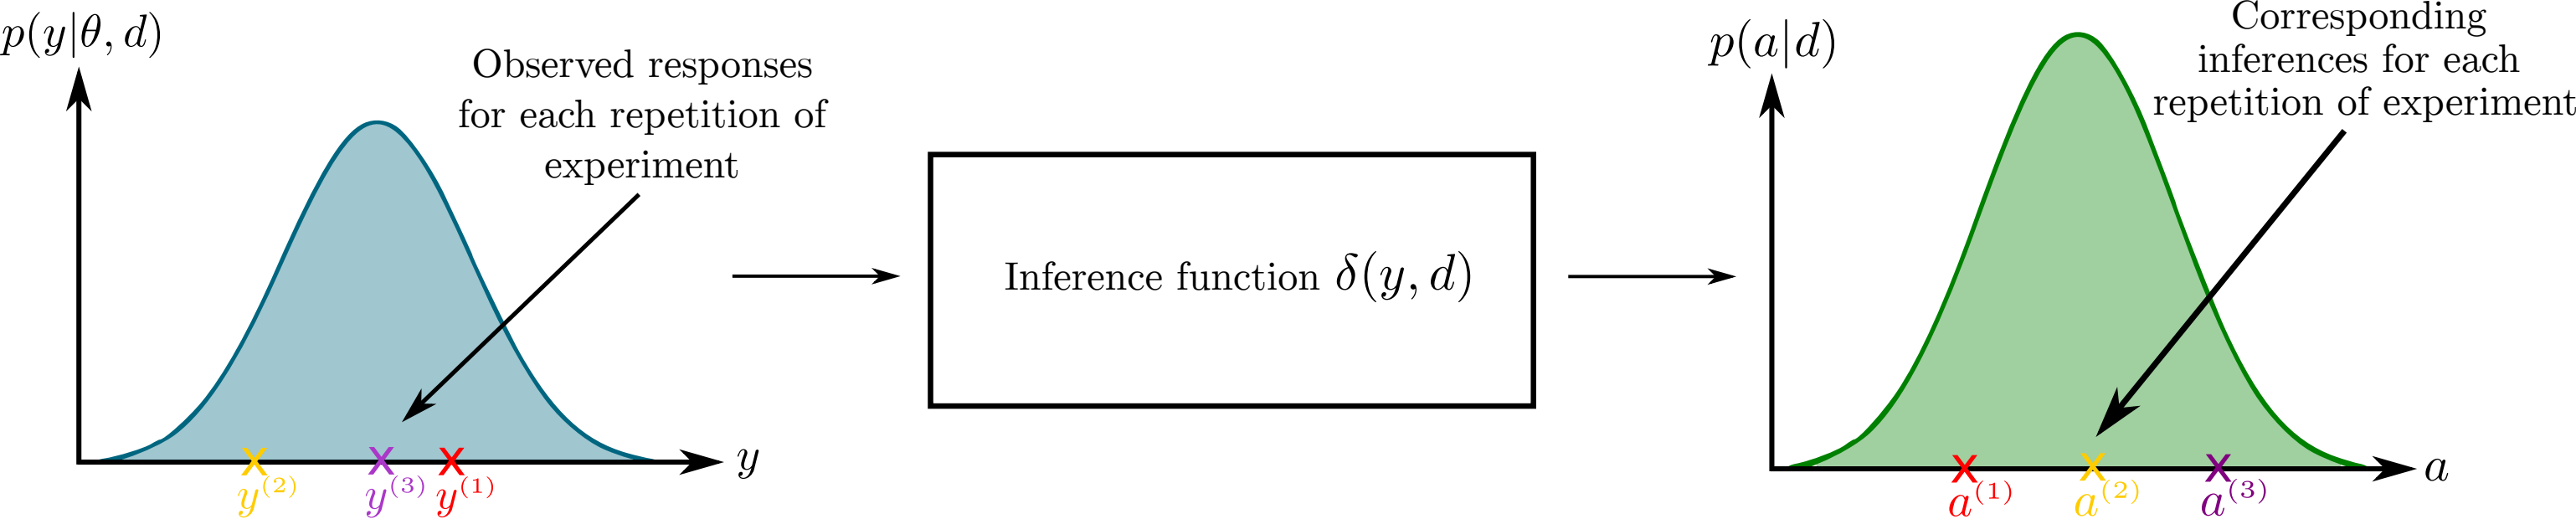 p(y|θ, d)
Observed responses
for each repetition of
experiment
y
y⁽²⁾
y⁽³⁾
y⁽¹⁾
Inference function δ(y, d)
p(a|d)
Corresponding
inferences for each
repetition of experiment
a
a⁽¹⁾
a⁽²⁾
a⁽³⁾